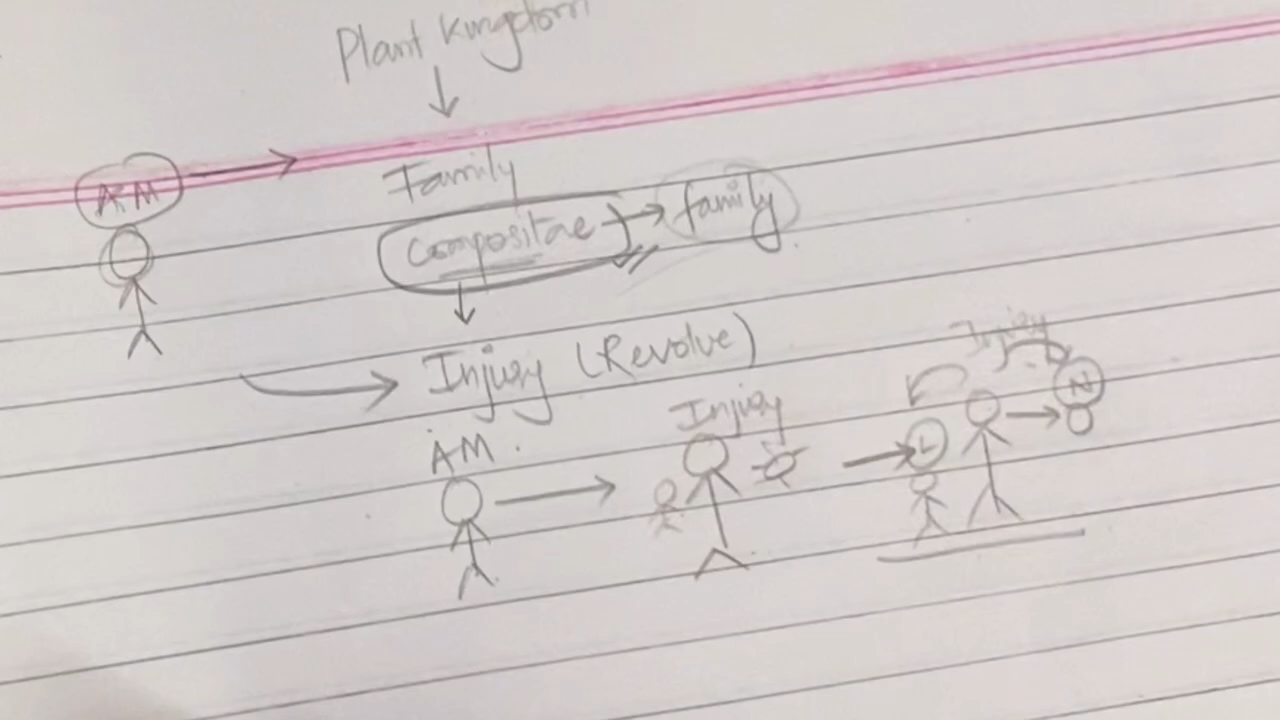 Plant Kingdom
AM
Family
Compositae → family
Injury (Revolve)
AM.
Injury
Injury
L
N